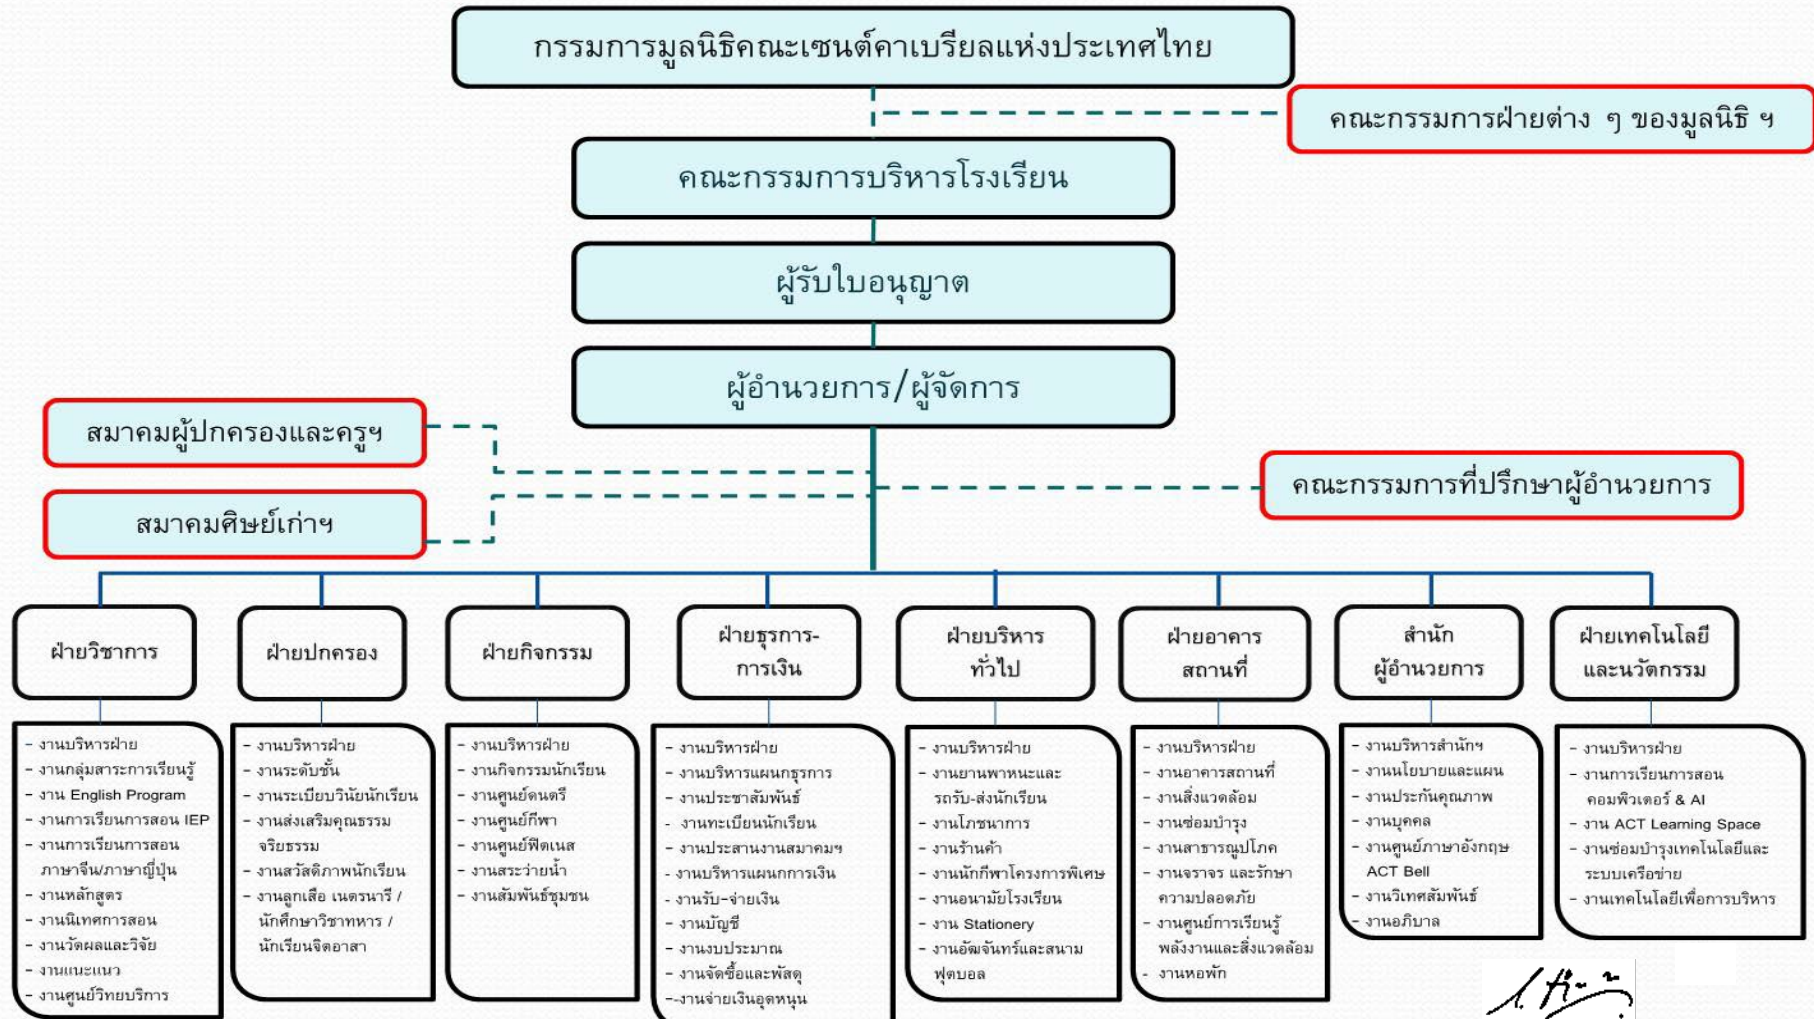 กรรมการมูลนิธิคณะเซนต์คาเบรียลแห่งประเทศไทย
คณะกรรมการฝ่ายต่าง ๆ ของมูลนิธิ ฯ
คณะกรรมการบริหารโรงเรียน
ผู้รับใบอนุญาต
ผู้อำนวยการ/ผู้จัดการ
สมาคมผู้ปกครองและครูฯ
คณะกรรมการที่ปรึกษาผู้อำนวยการ
สมาคมศิษย์เก่าฯ
ฝ่ายวิชาการ
- งานบริหารฝ่าย
- งานกลุ่มสาระการเรียนรู้
- งาน English Program
- งานการเรียนการสอน IEP
- งานการเรียนการสอน
ภาษาจีน/ภาษาญี่ปุ่น
- งานหลักสูตร
- งานนิเทศการสอน
- งานวัดผลและวิจัย
- งานแนะแนว
- งานศูนย์วิทยบริการ
ฝ่ายปกครอง
- งานบริหารฝ่าย
- งานระดับชั้น
- งานระเบียบวินัยนักเรียน
- งานส่งเสริมคุณธรรม
จริยธรรม
- งานสวัสดิภาพนักเรียน
- งานลูกเสือ เนตรนารี /
นักศึกษาวิชาทหาร /
นักเรียนจิตอาสา
ฝ่ายกิจกรรม
- งานบริหารฝ่าย
- งานกิจกรรมนักเรียน
- งานศูนย์ดนตรี
- งานศูนย์กีฬา
- งานศูนย์ฟิตเนส
- งานสระว่ายน้ำ
- งานสัมพันธ์ชุมชน
ฝ่ายธุรการ-
การเงิน
- งานบริหารฝ่าย
- งานบริหารแผนกธุรการ
- งานประชาสัมพันธ์
- งานทะเบียนนักเรียน
- งานประสานงานสมาคมฯ
- งานบริหารแผนกการเงิน
- งานรับ-จ่ายเงิน
- งานบัญชี
- งานงบประมาณ
- งานจัดซื้อและพัสดุ
--งานจ่ายเงินอุดหนุน
ฝ่ายบริหาร
ทั่วไป
- งานบริหารฝ่าย
- งานยานพาหนะและ
รถรับ-ส่งนักเรียน
- งานโภชนาการ
- งานร้านค้า
- งานนักกีฬาโครงการพิเศษ
- งานอนามัยโรงเรียน
- งาน Stationery
- งานอัฒจันทร์และสนาม
ฟุตบอล
ฝ่ายอาคาร
สถานที่
- งานบริหารฝ่าย
- งานอาคารสถานที่
- งานสิ่งแวดล้อม
- งานซ่อมบำรุง
- งานสาธารณูปโภค
- งานจราจร และรักษา
ความปลอดภัย
- งานศูนย์การเรียนรู้
พลังงานและสิ่งแวดล้อม
- งานหอพัก
สำนัก
ผู้อำนวยการ
- งานบริหารสำนักฯ
- งานนโยบายและแผน
- งานประกันคุณภาพ
- งานบุคคล
- งานศูนย์ภาษาอังกฤษ
ACT Bell
- งานวิเทศสัมพันธ์
- งานอภิบาล
ฝ่ายเทคโนโลยี
และนวัตกรรม
- งานบริหารฝ่าย
- งานการเรียนการสอน
คอมพิวเตอร์ & AI
- งาน ACT Learning Space
- งานซ่อมบำรุงเทคโนโลยีและ
ระบบเครือข่าย
- งานเทคโนโลยีเพื่อการบริหาร